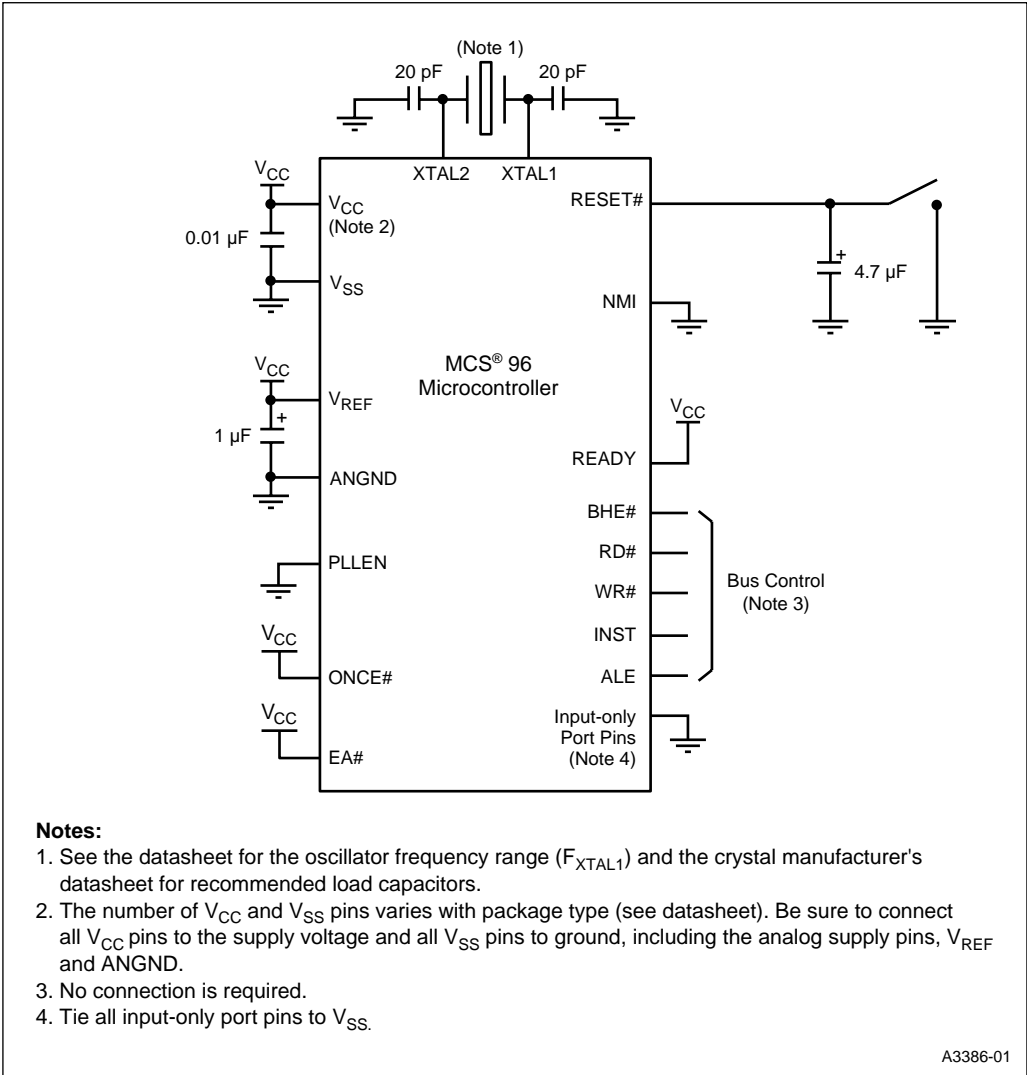 (Note 1)
20 pF
20 pF
XTAL2
XTAL1
VCC
VCC
(Note 2)
0.01 µF
VSS
VCC
VREF
+
1 µF
ANGND
PLLEN
VCC
ONCE#
VCC
EA#
MCS® 96
Microcontroller
RESET#
+
4.7 µF
NMI
VCC
READY
BHE#
RD#
WR#
INST
ALE
Bus Control
(Note 3)
Input-only
Port Pins
(Note 4)
Notes:
1. See the datasheet for the oscillator frequency range (FXTAL1) and the crystal manufacturer's
datasheet for recommended load capacitors.
2. The number of VCC and VSS pins varies with package type (see datasheet). Be sure to connect
all VCC pins to the supply voltage and all VSS pins to ground, including the analog supply pins, VREF
and ANGND.
3. No connection is required.
4. Tie all input-only port pins to VSS.
A3386-01